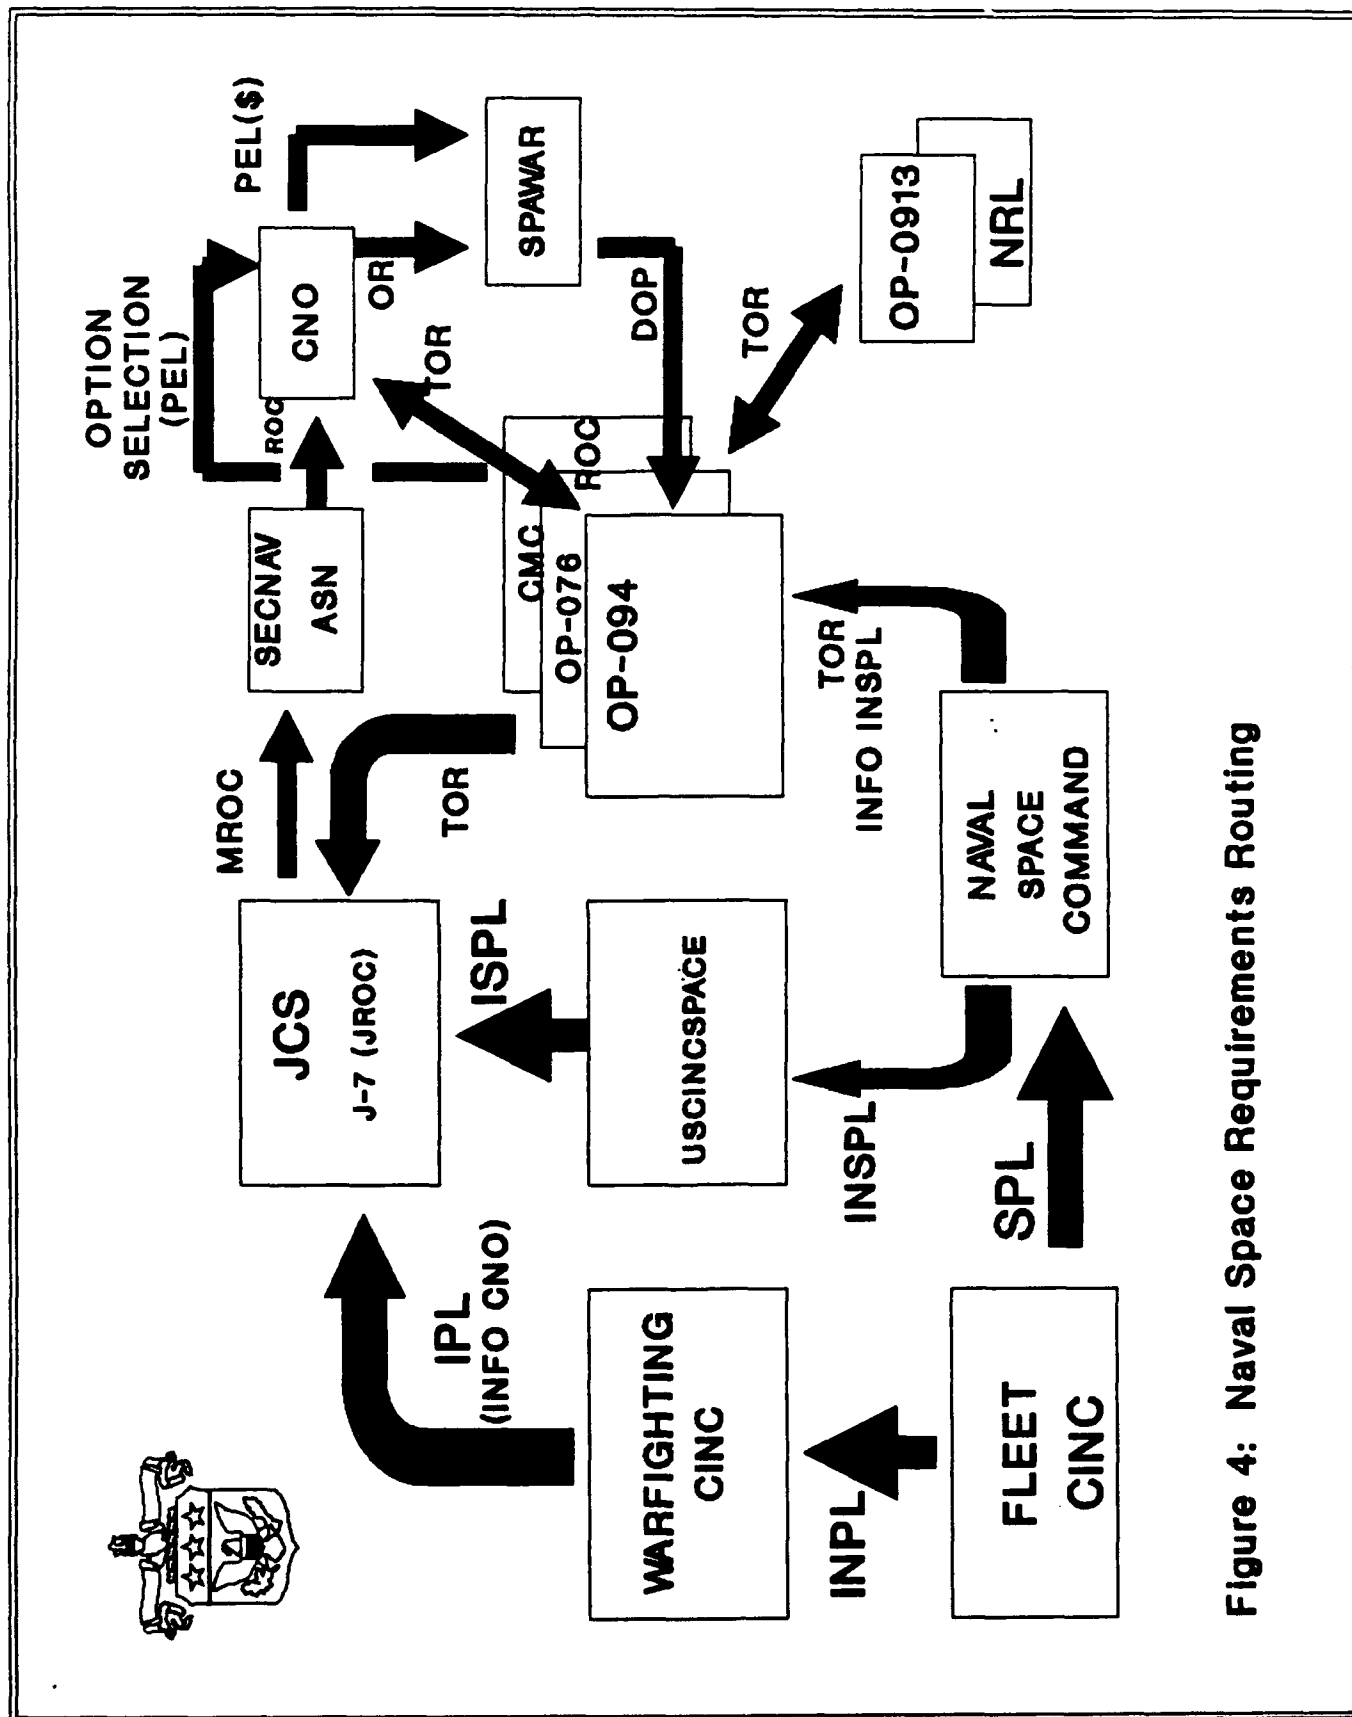 OPTION
SELECTION
(PEL)
PEL($)
MROC
SECNAV
ASN
ROC
CNO
OR
JCS
J-7 (JROC)
TOR
TOR
SPAWAR
IPL
(INFO CNO)
ISPL
CMC
ROC
OP-076
OP-094
DOP
WARFIGHTING
CINC
USCINCSPACE
TOR
OP-0913
NRL
INPL
INSPL
TOR
INFO INSPL
FLEET
CINC
SPL
NAVAL
SPACE
COMMAND
Figure 4: Naval Space Requirements Routing